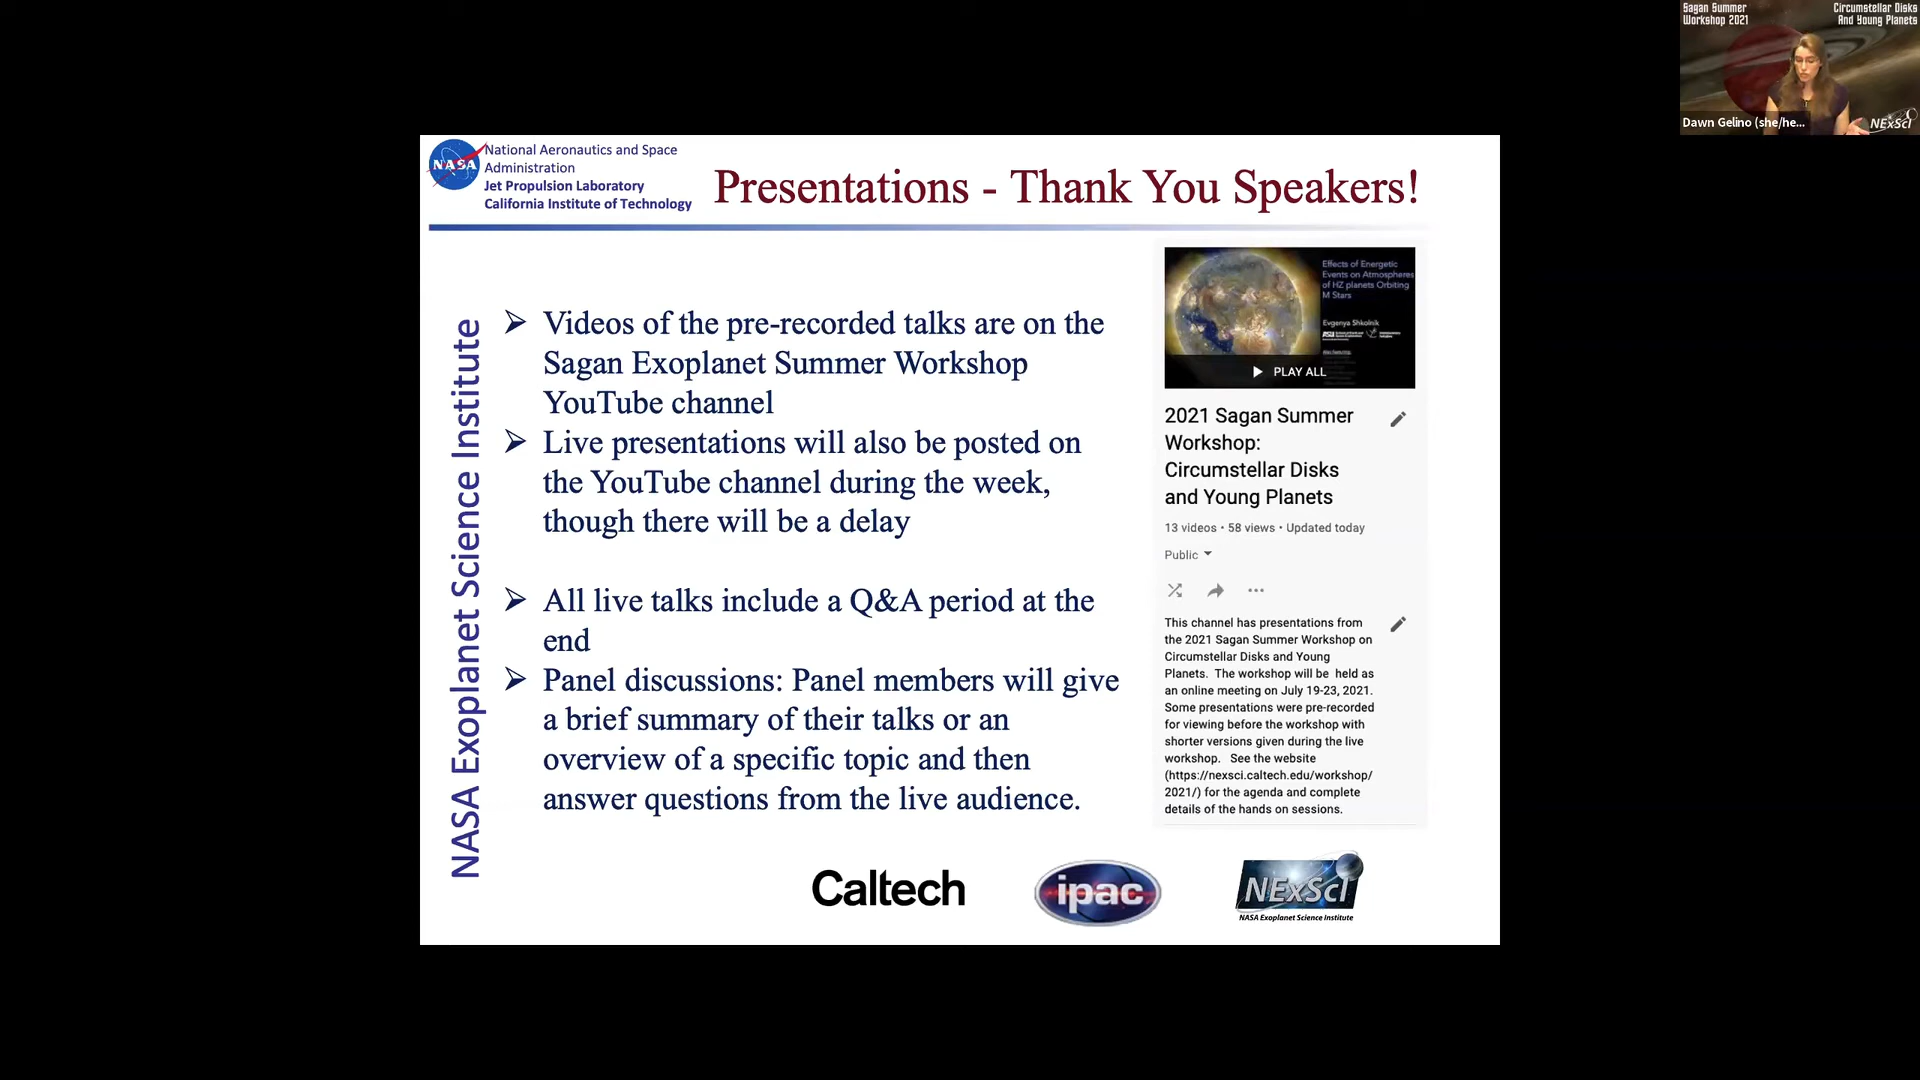 Sagan Summer
Workshop 2021
Circumstellar Disks
And Young Planets
Dawn Gelino (she/he...
NExScI
NASA
National Aeronautics and Space
Administration
Jet Propulsion Laboratory
California Institute of Technology
Presentations - Thank You Speakers!
NASA Exoplanet Science Institute
➢ Videos of the pre-recorded talks are on the
Sagan Exoplanet Summer Workshop
YouTube channel
➢ Live presentations will also be posted on
the YouTube channel during the week,
though there will be a delay
➢ All live talks include a Q&A period at the
end
➢ Panel discussions: Panel members will give
a brief summary of their talks or an
overview of a specific topic and then
answer questions from the live audience.
Effects of Energetic
Events on Atmospheres
of HZ planets Orbiting
M Stars
Evgenya Shkolnik
PLAY ALL
2021 Sagan Summer
Workshop:
Circumstellar Disks
and Young Planets
13 videos • 58 views • Updated today
Public
This channel has presentations from
the 2021 Sagan Summer Workshop on
Circumstellar Disks and Young
Planets. The workshop will be held as
an online meeting on July 19-23, 2021.
Some presentations were pre-recorded
for viewing before the workshop with
shorter versions given during the live
workshop. See the website
(https://nexsci.caltech.edu/workshop/
2021/) for the agenda and complete
details of the hands on sessions.
Caltech
ipac
NExScI
NASA Exoplanet Science Institute